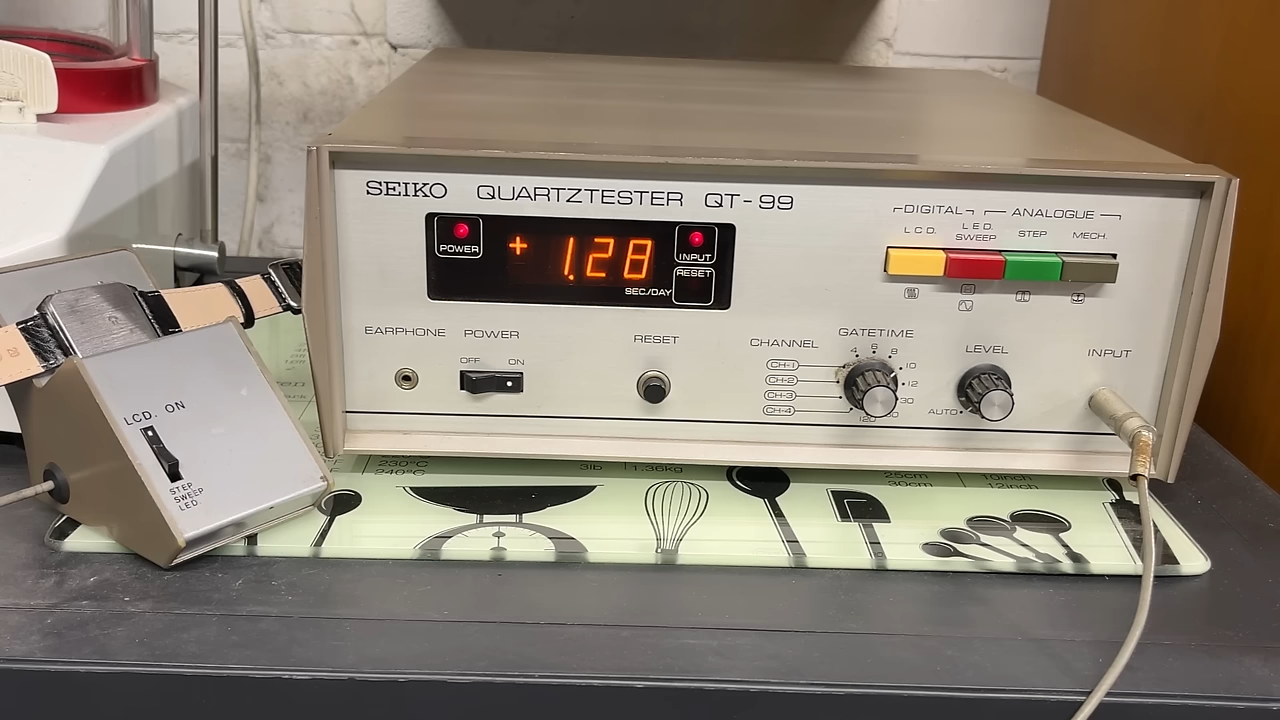 SEIKO QUARTZTESTER QT-99
DIGITAL ANALOGUE
L C D. L E D. SWEEP STEP MECH.
POWER
+ 1.28
INPUT
RESET
SEC/DAY
EARPHONE POWER RESET CHANNEL GATETIME LEVEL INPUT
OFF ON
4 6 8 10 12 30 120
CH-1
CH-2
CH-3
CH-4
AUTO
LCD. ON
STEP
SWEEP
LED.
230°C
240°C
3lb 1.36kg
25cm 10inch
30cm 12inch